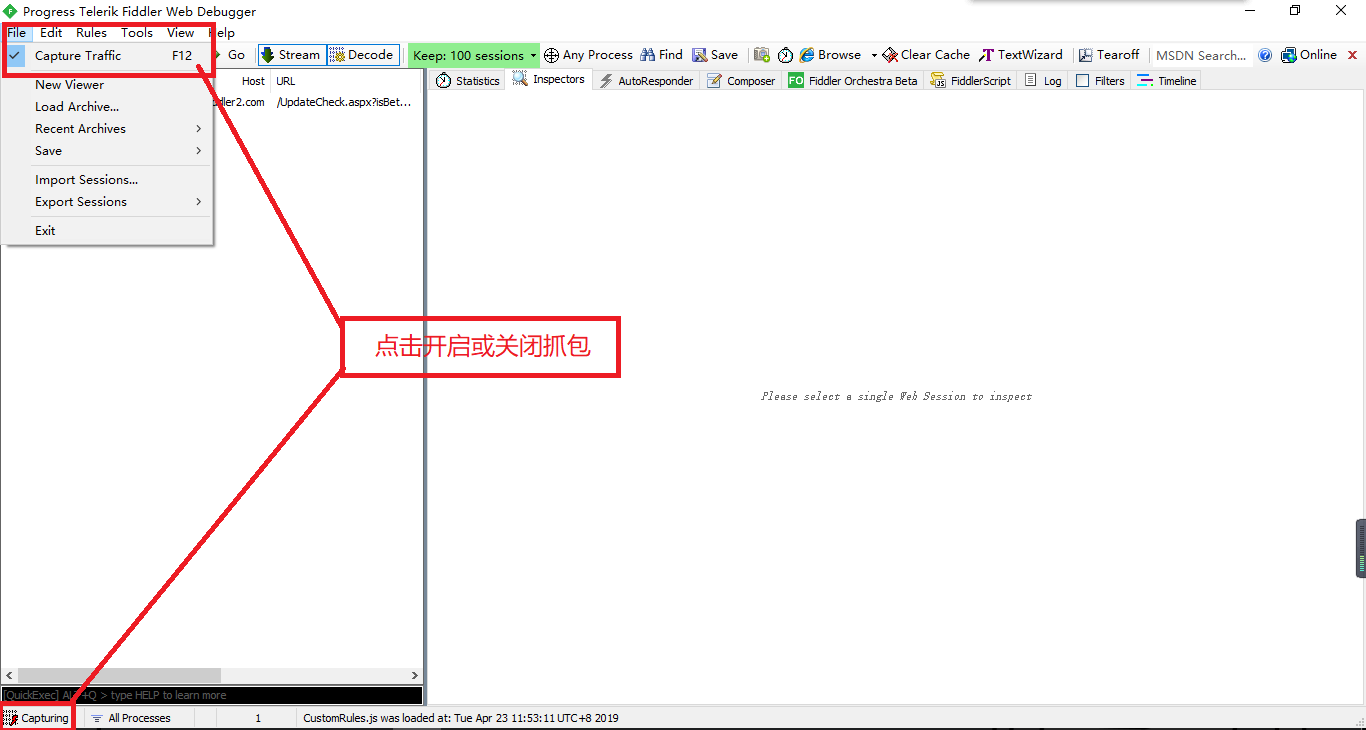 Progress Telerik Fiddler Web Debugger
File Edit Rules Tools View Help
Capture Traffic F12
Go Stream Decode Keep: 100 sessions Any Process Find Save Browse Clear Cache TextWizard Tearoff MSDN Search... Online
New Viewer
Load Archive...
Recent Archives
Save
Import Sessions...
Export Sessions
Exit
Host URL
ddler2.com /UpdateCheck.aspx?isBet...
Statistics Inspectors AutoResponder Composer FO Fiddler Orchestra Beta FiddlerScript Log Filters Timeline
点击开启或关闭抓包
Please select a single Web Session to inspect
[QuickExec] ALT+Q > type HELP to learn more
Capturing All Processes 1 CustomRules.js was loaded at: Tue Apr 23 11:53:11 UTC+8 2019